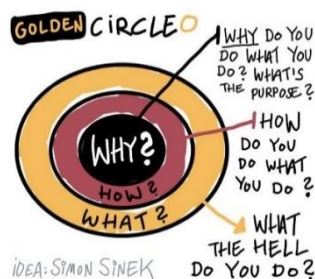 GOLDEN CIRCLE
WHY DO YOU
DO WHAT YOU
DO? WHAT'S
THE PURPOSE?
HOW
DO YOU
DO WHAT
YOU DO?
WHY?
HOW?
WHAT?
WHAT
THE HELL
DO YOU DO?
iDEA: SiMON SiNEK